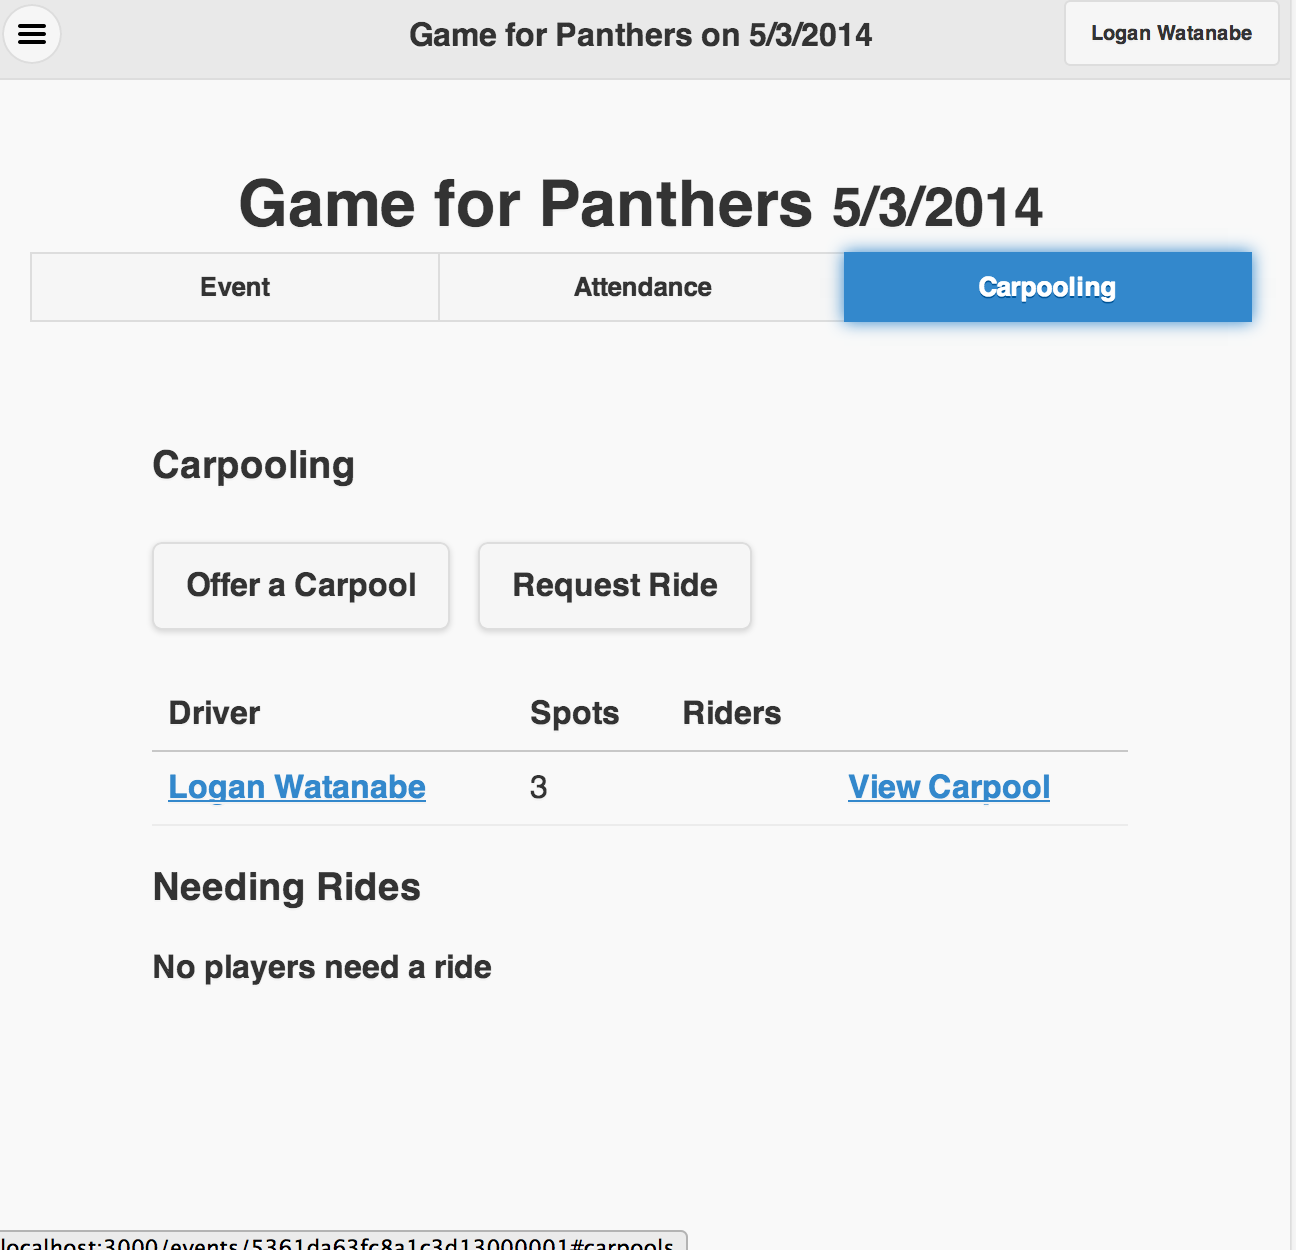 Game for Panthers on 5/3/2014
Logan Watanabe
Game for Panthers 5/3/2014
Event Attendance Carpooling
Carpooling
Offer a Carpool Request Ride
Driver Spots Riders
Logan Watanabe 3 View Carpool
Needing Rides
No players need a ride
localhost:3000/events/5361da63fc8a1c3d13000001#carpools